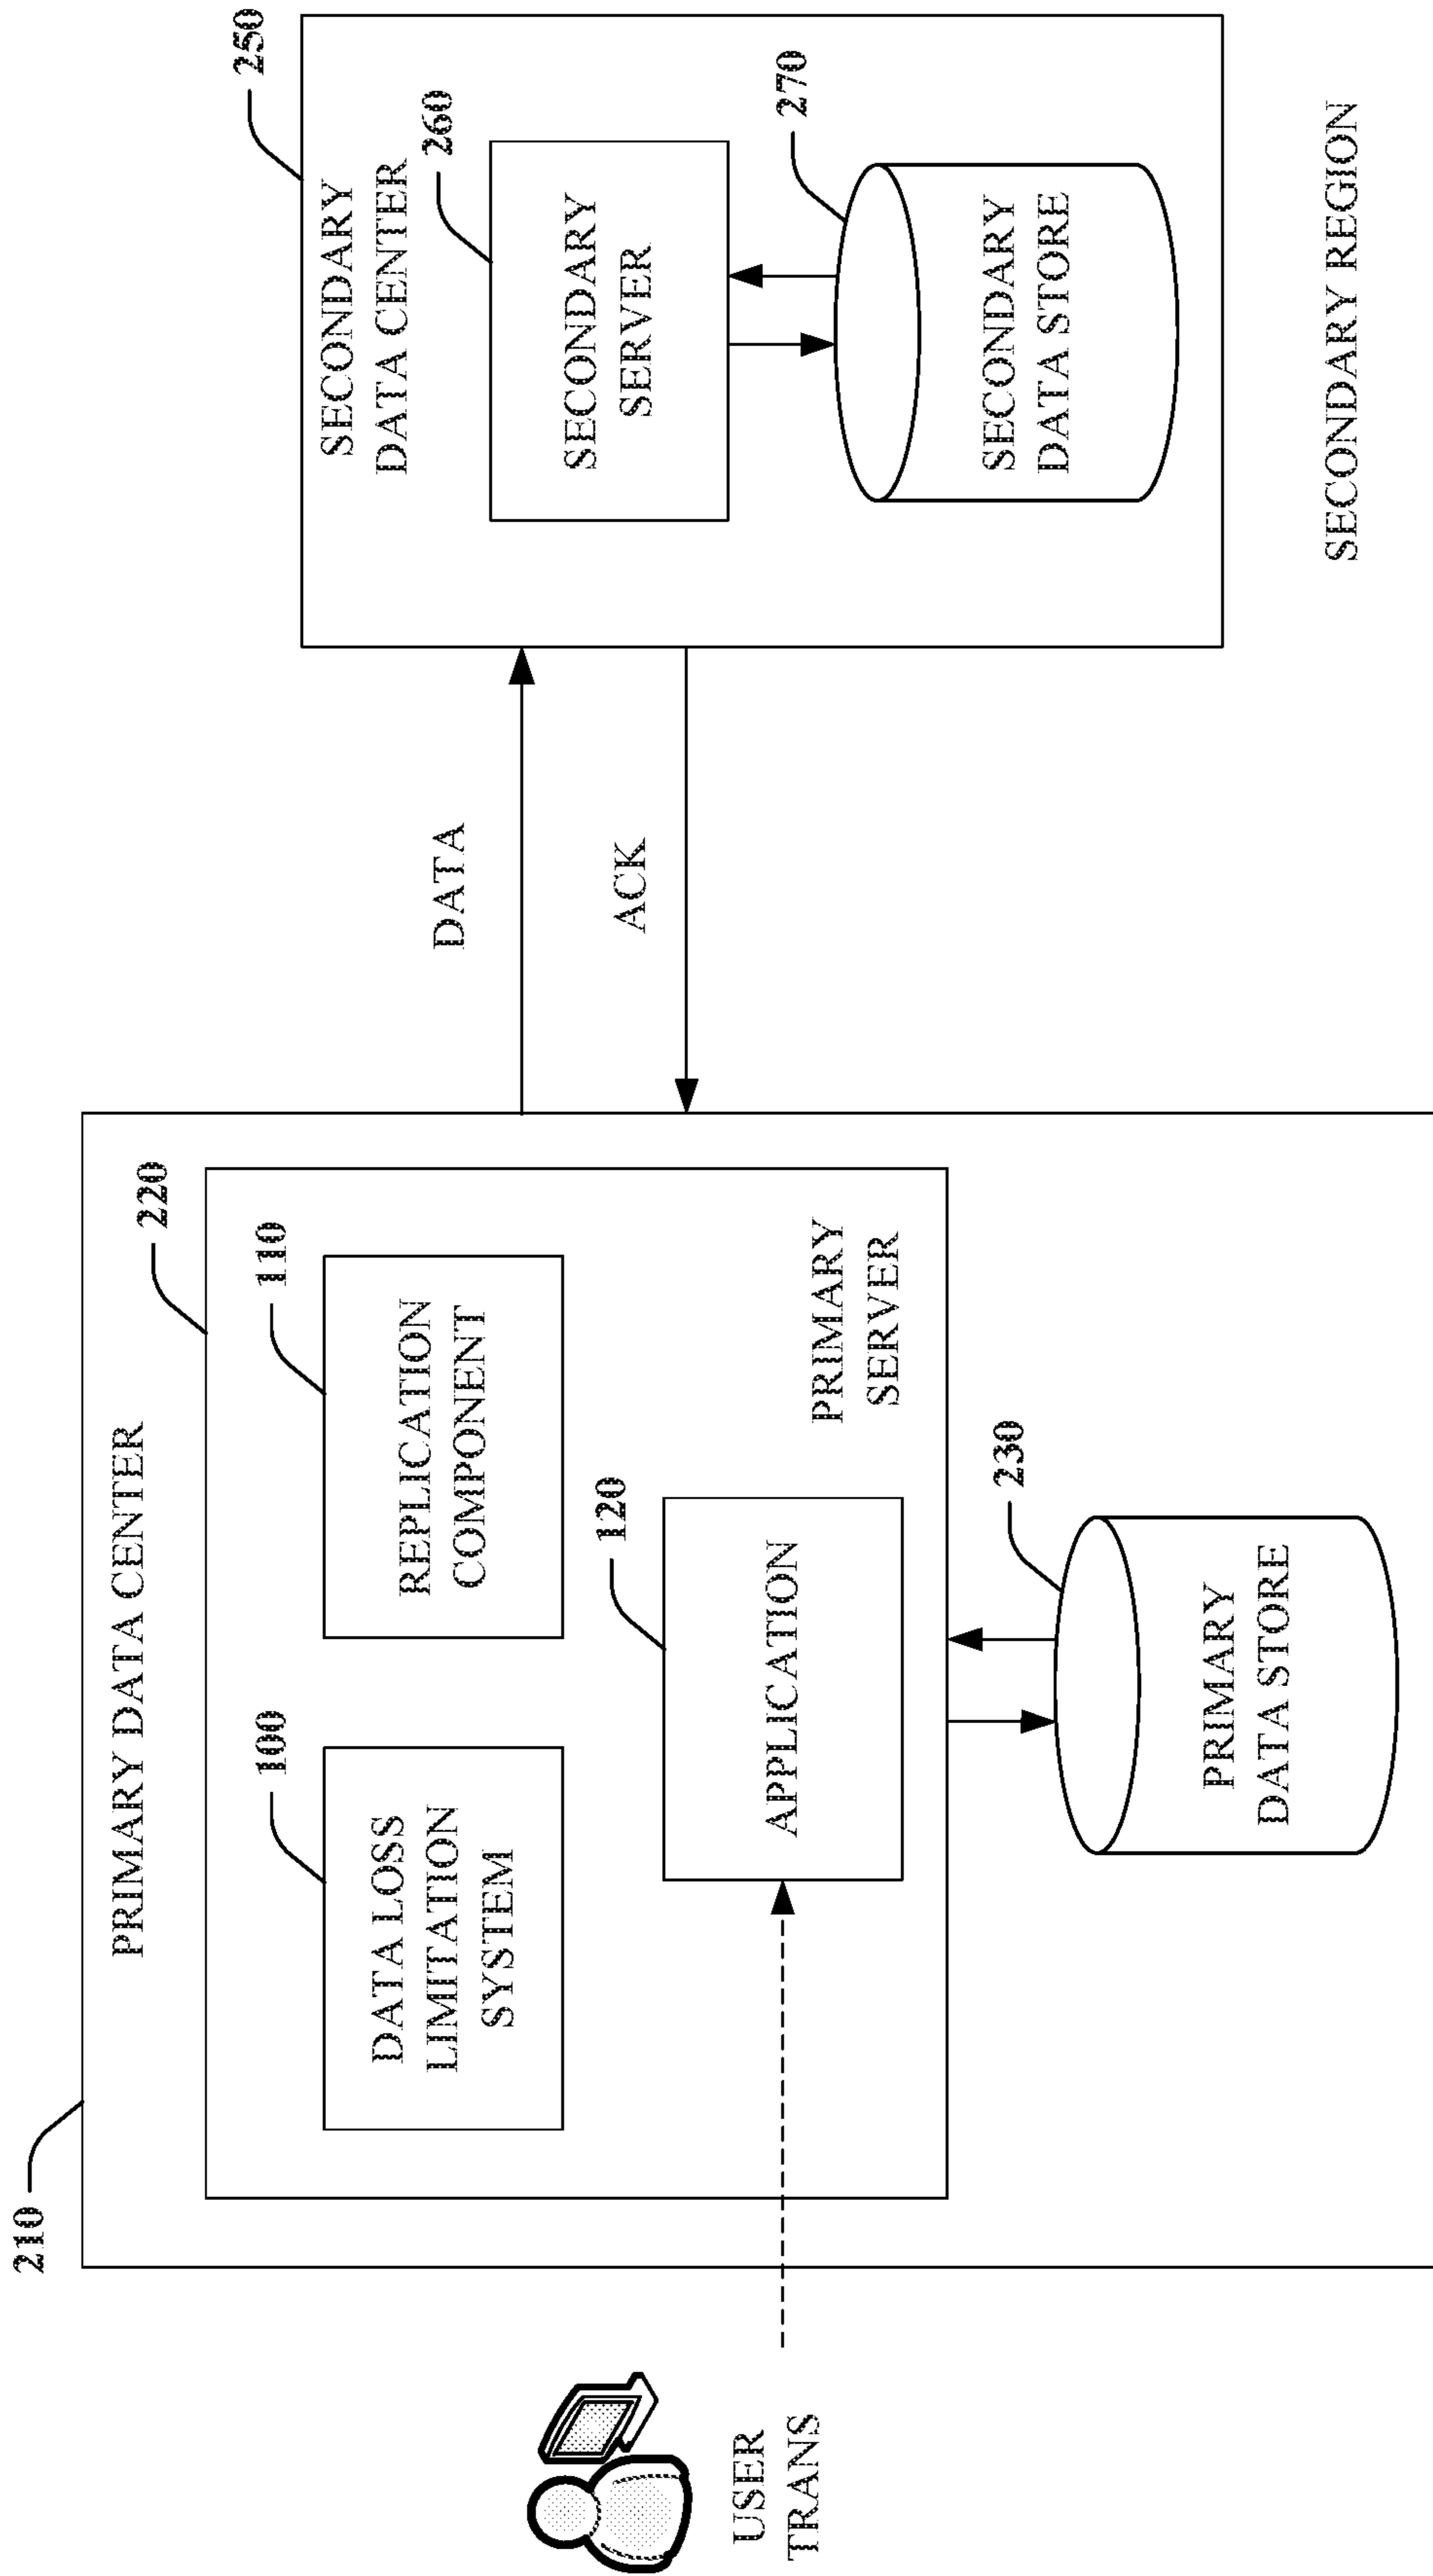 210
PRIMARY DATA CENTER
220
100
DATA LOSS
LIMITATION
SYSTEM
110
REPLICATION
COMPONENT
120
APPLICATION
PRIMARY
SERVER
230
PRIMARY
DATA STORE
USER
TRANS
DATA
ACK
250
SECONDARY
DATA CENTER
260
SECONDARY
SERVER
270
SECONDARY
DATA STORE
SECONDARY REGION